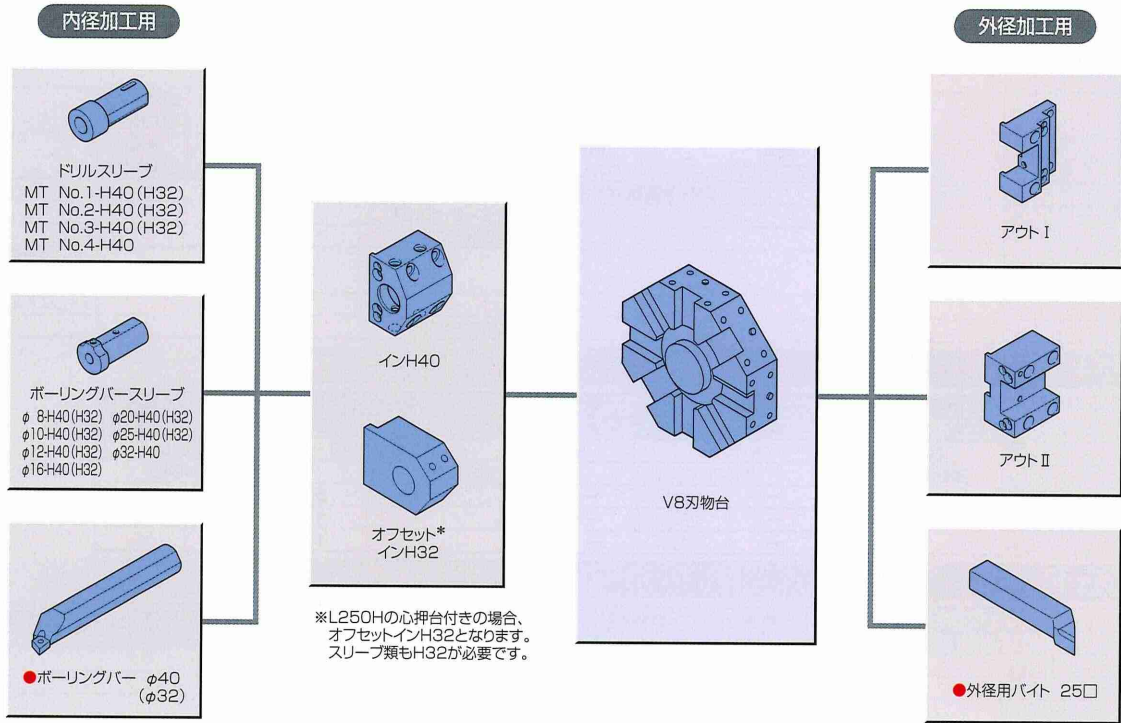 内径加工用
ドリルスリーブ
MT No.1-H40(H32)
MT No.2-H40(H32)
MT No.3-H40(H32)
MT No.4-H40
ボーリングバースリーブ
φ 8-H40(H32) φ20-H40(H32)
φ10-H40(H32) φ25-H40(H32)
φ12-H40(H32) φ32-H40
φ16-H40(H32)
●ボーリングバー φ40
(φ32)
インH40
オフセット*
インH32
※L250Hの心押台付きの場合、
オフセットインH32となります。
スリーブ類もH32が必要です。
V8刃物台
外径加工用
アウトⅠ
アウトⅡ
●外径用バイト 25□